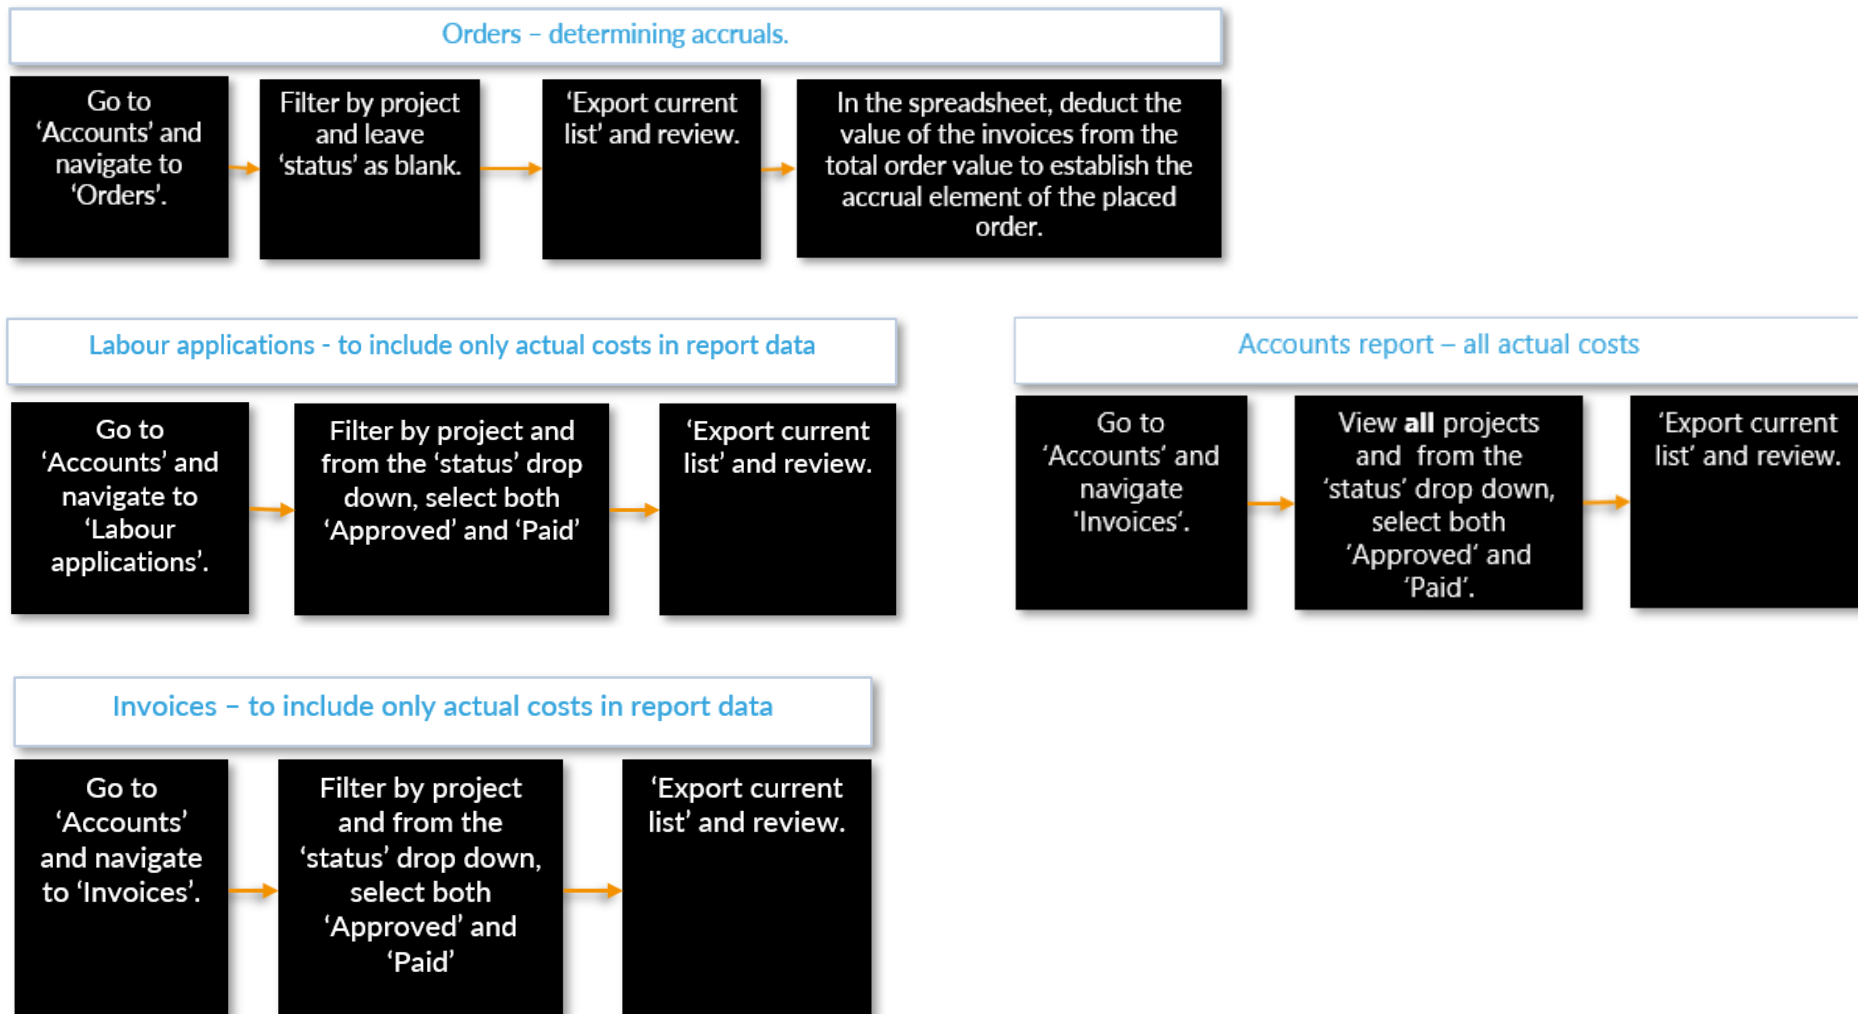 Orders – determining accruals.
Go to
‘Accounts’ and
navigate to
‘Orders’.
Filter by project
and leave
‘status’ as blank.
‘Export current
list’ and review.
In the spreadsheet, deduct the
value of the invoices from the
total order value to establish the
accrual element of the placed
order.
Labour applications - to include only actual costs in report data
Go to
‘Accounts’ and
navigate to
‘Labour
applications’.
Filter by project and
from the ‘status’ drop
down, select both
‘Approved’ and ‘Paid’
‘Export current
list’ and review.
Accounts report – all actual costs
Go to
‘Accounts’ and
navigate
‘Invoices’.
View all projects
and from the
‘status’ drop down,
select both
‘Approved’ and
‘Paid’.
‘Export current
list’ and review.
Invoices – to include only actual costs in report data
Go to
‘Accounts’
and navigate
to ‘Invoices’.
Filter by project
and from the
‘status’ drop down,
select both
‘Approved’ and
‘Paid’
‘Export current
list’ and review.